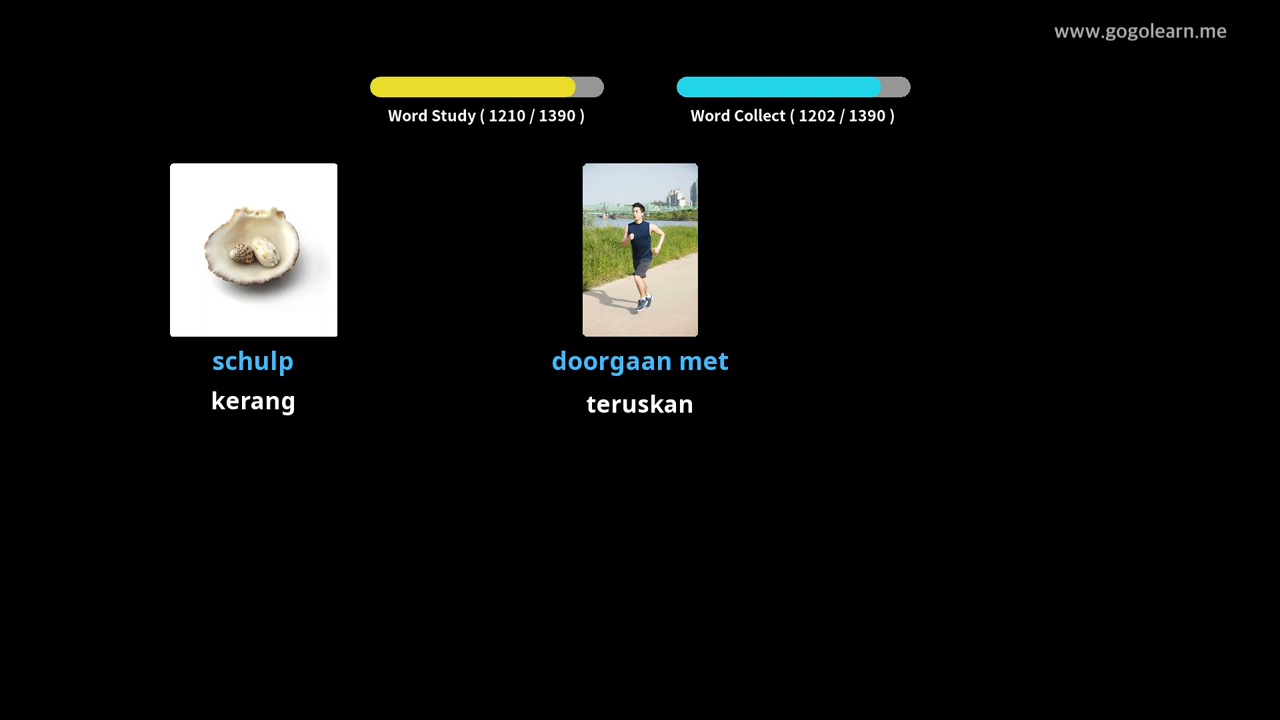 www.gogolearn.me
Word Study ( 1210 / 1390 )
Word Collect ( 1202 / 1390 )
schulp
kerang
doorgaan met
teruskan